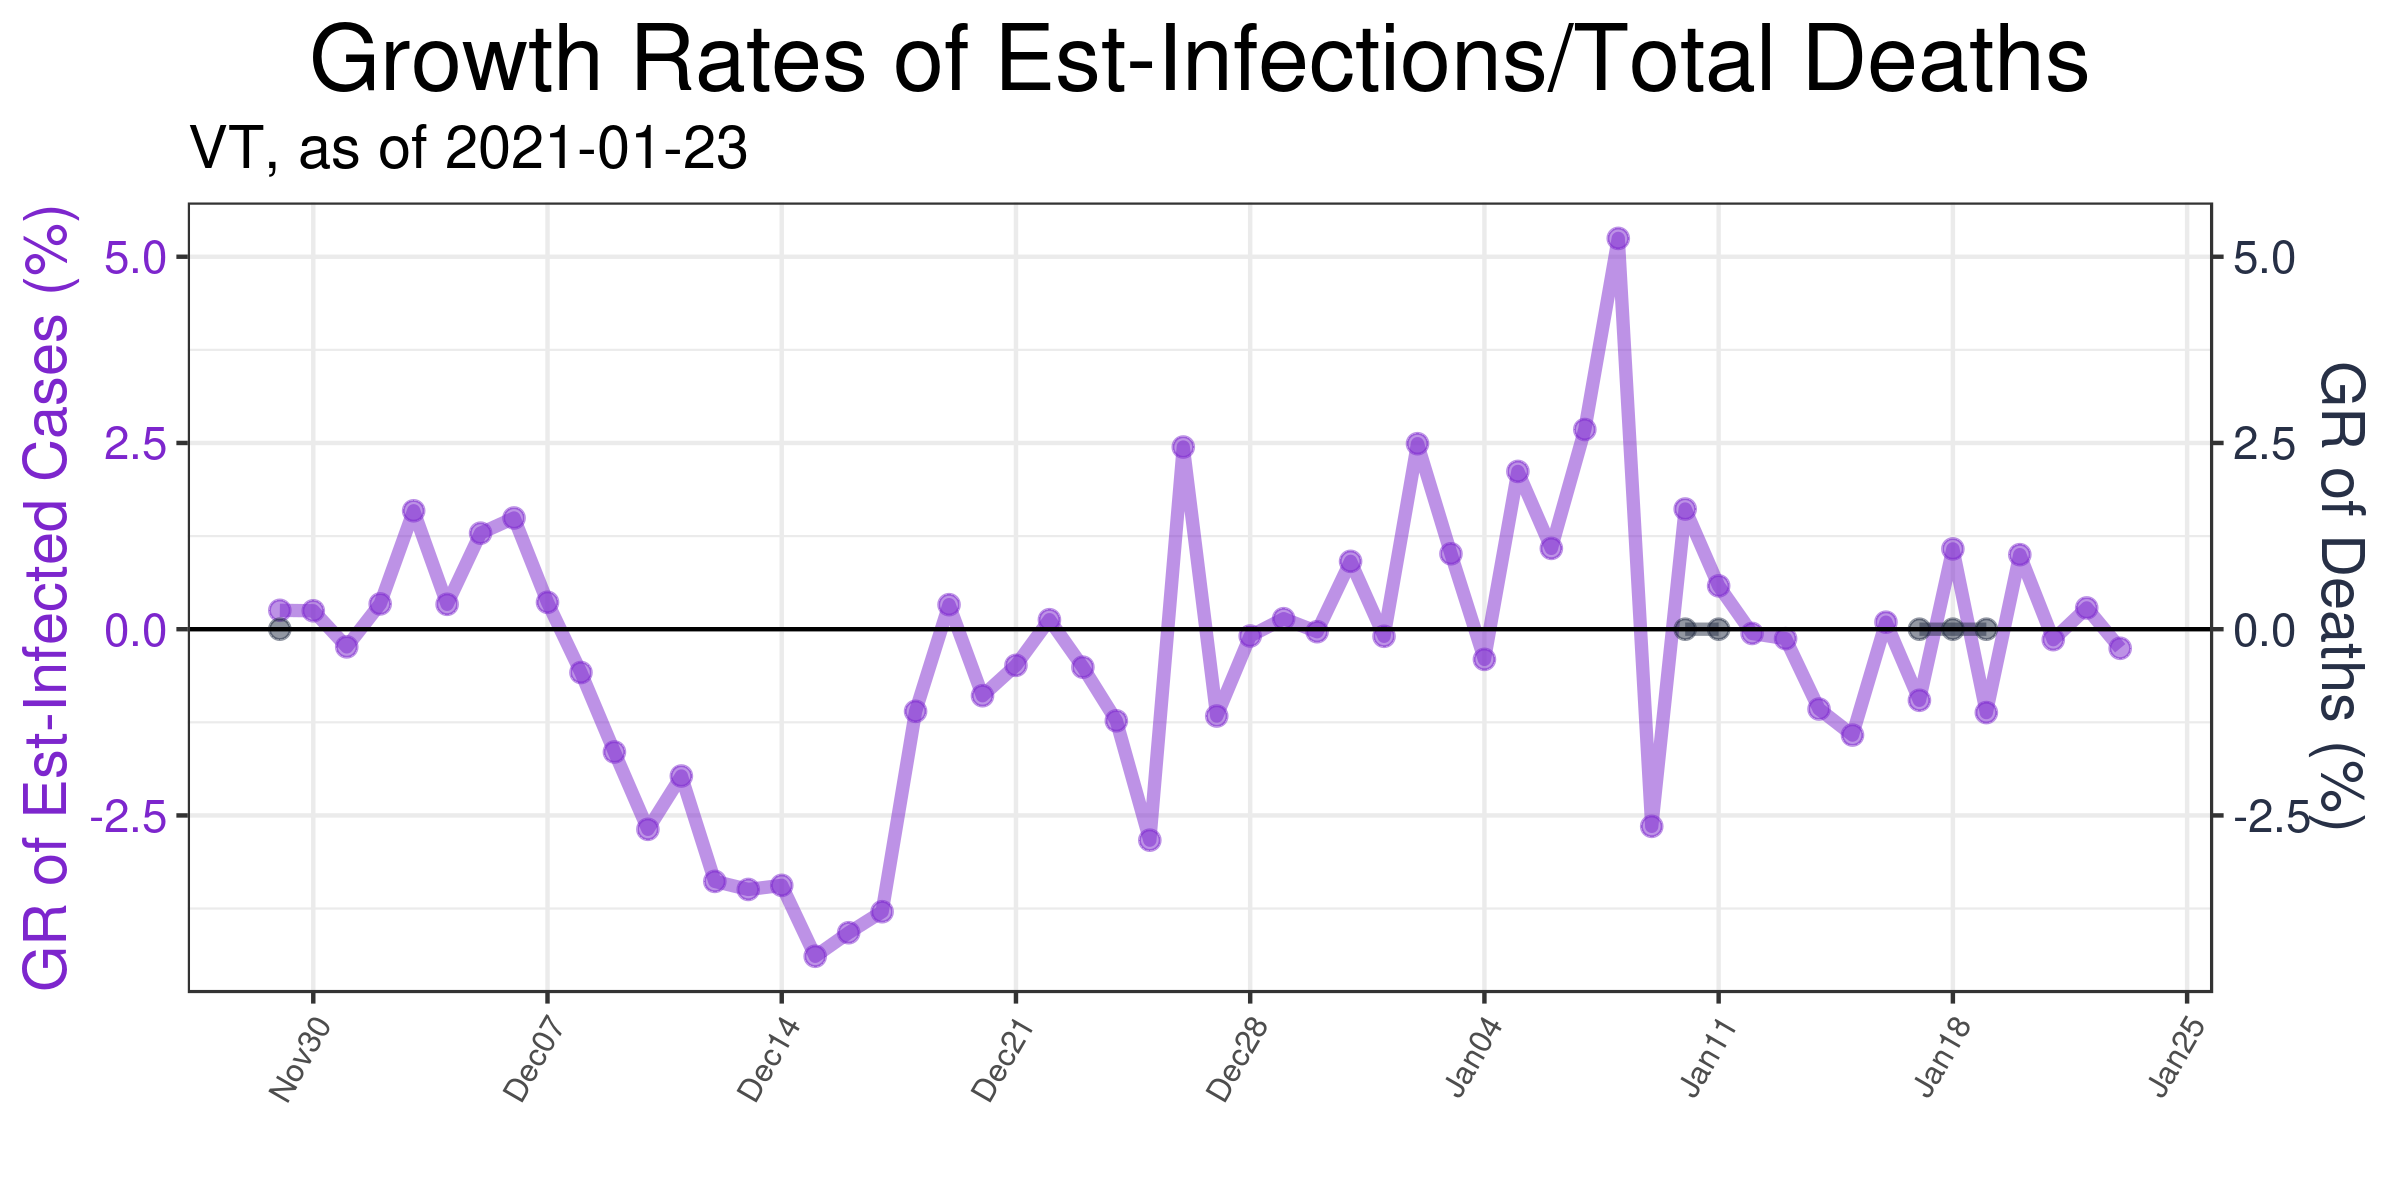 Growth Rates of Est-Infections/Total Deaths
VT, as of 2021-01-23
GR of Est-Infected Cases (%)
5.0
2.5
0.0
-2.5
5.0
2.5
0.0
-2.5
GR of Deaths (%)
Nov30
Dec07
Dec14
Dec21
Dec28
Jan04
Jan11
Jan18
Jan25